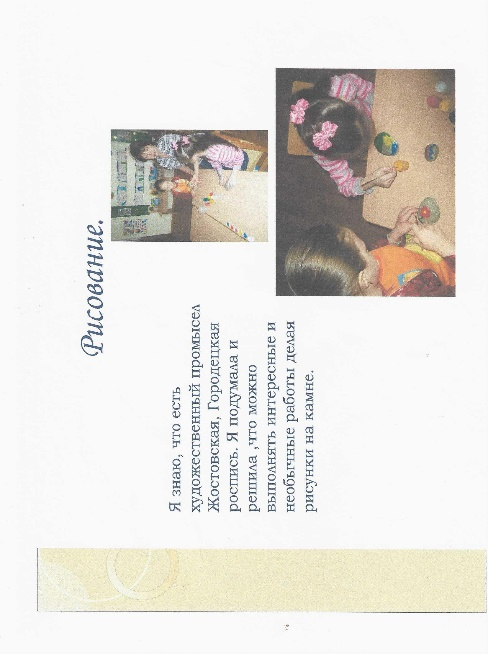 Рисование.
Я знаю, что есть
художественный промысел
Жостовская, Городецкая
роспись. Я подумала и
решила ,что можно
выполнять интересные и
необычные работы делая
рисунки на камне.